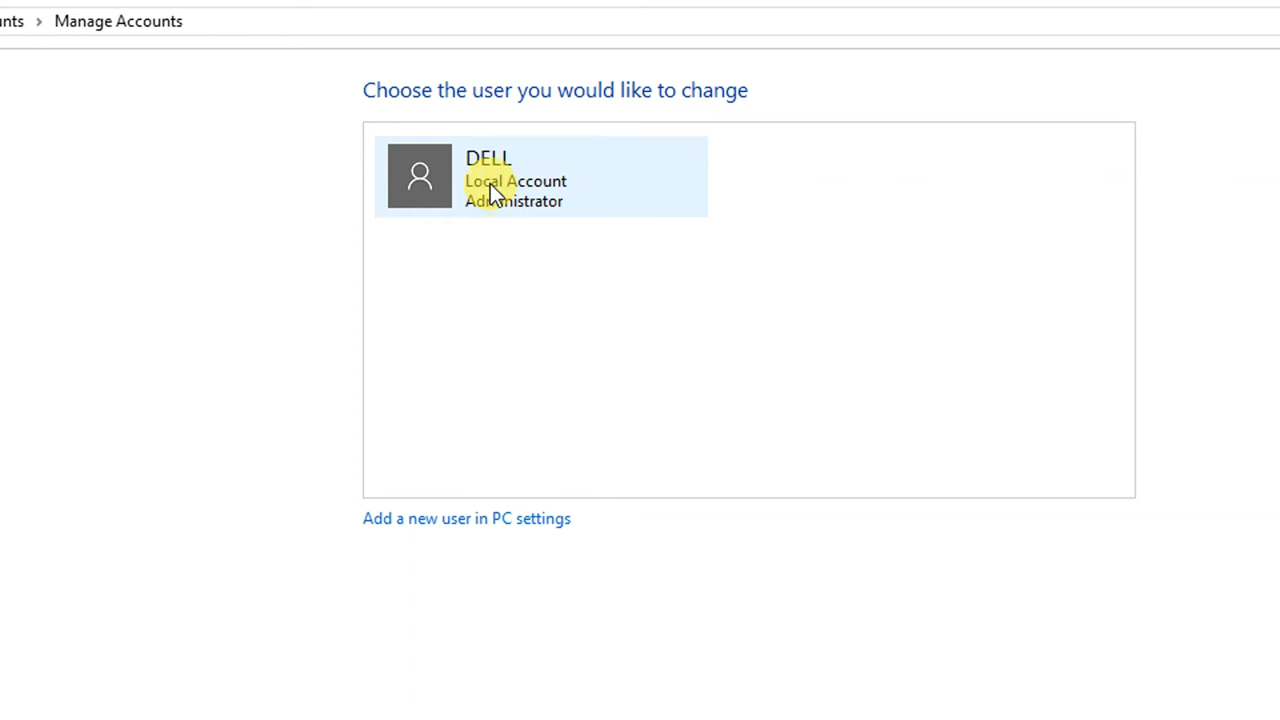 nts > Manage Accounts
Choose the user you would like to change
DELL
Local Account
Administrator
Add a new user in PC settings